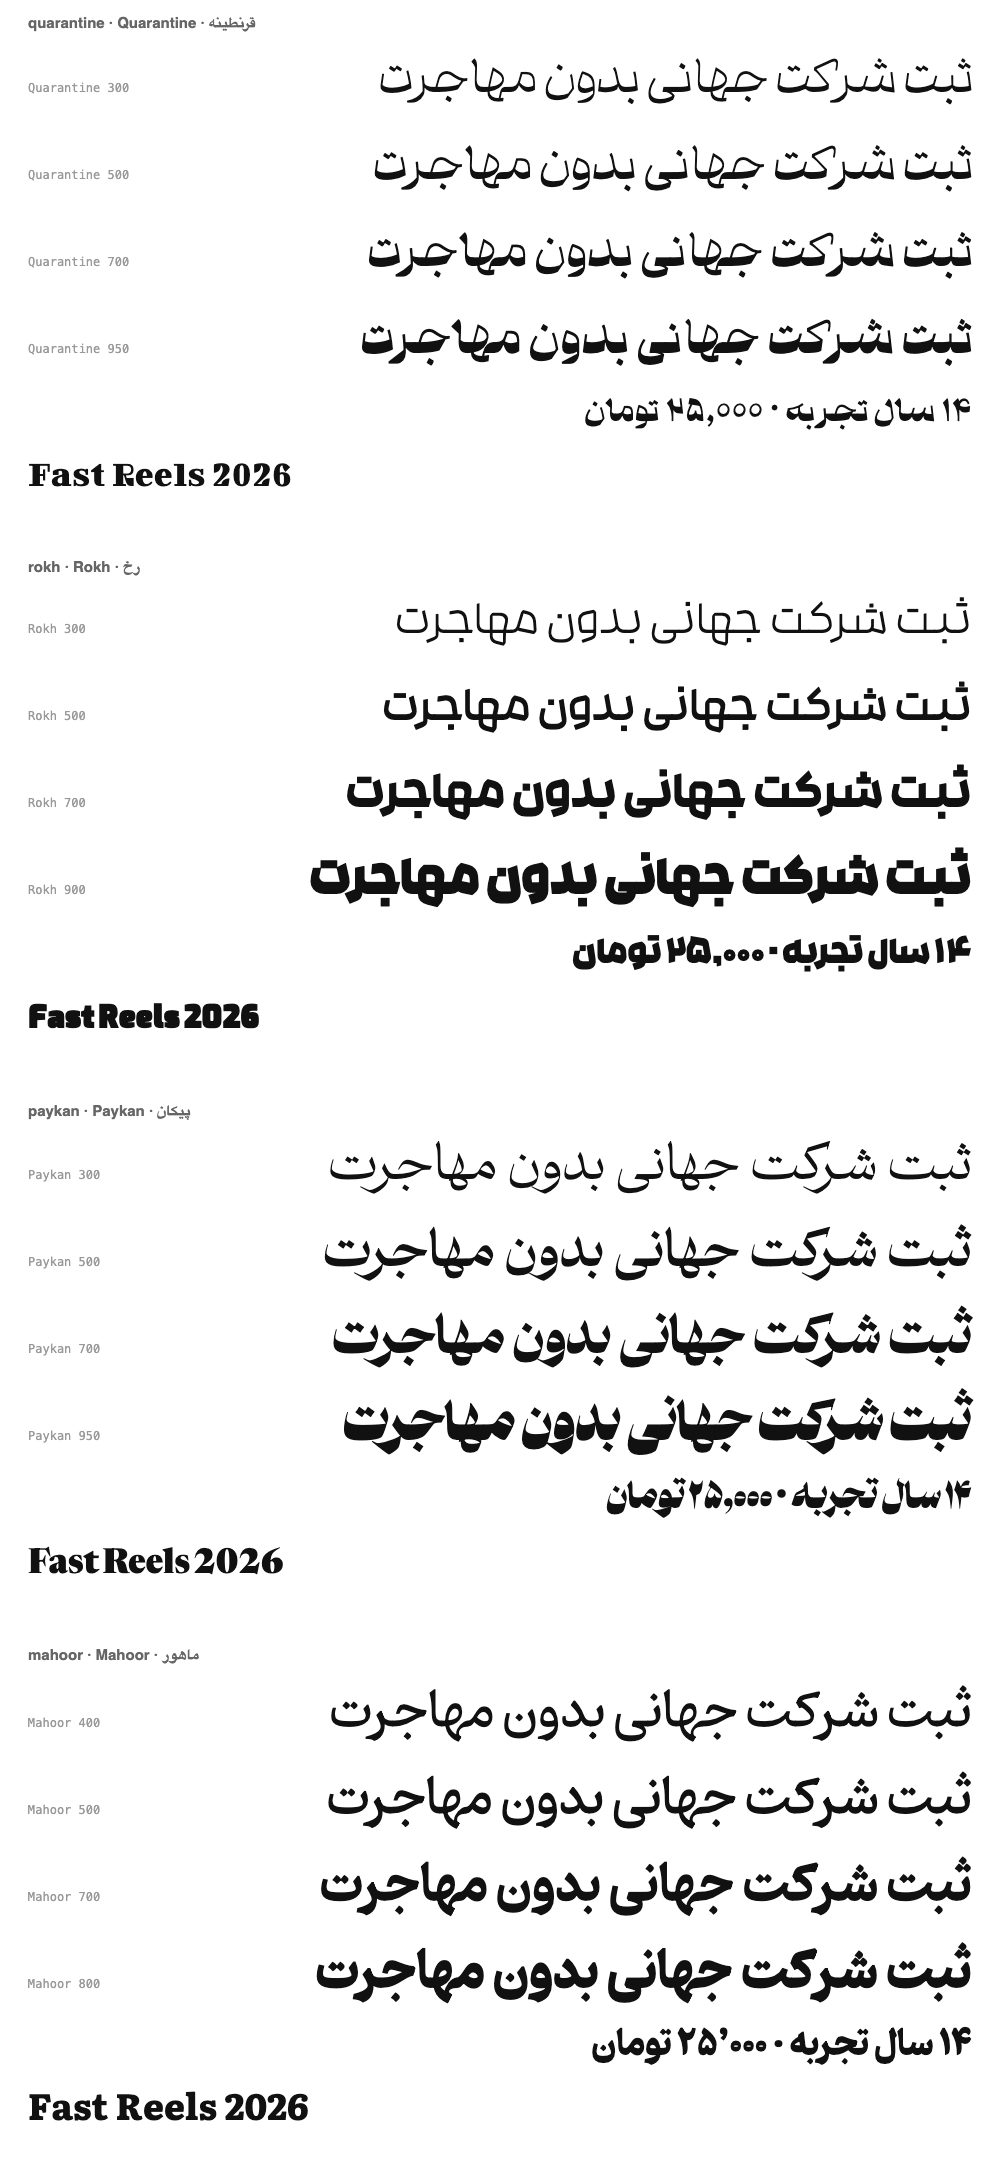 quarantine · Quarantine · قرنطینه
Quarantine 300
ثبت شرکت جهانی بدون مهاجرت
Quarantine 500
ثبت شرکت جهانی بدون مهاجرت
Quarantine 700
ثبت شرکت جهانی بدون مهاجرت
Quarantine 950
ثبت شرکت جهانی بدون مهاجرت
۱۴ سال تجربه · ۲۵,۰۰۰ تومان
Fast Reels 2026
rokh · Rokh · رخ
Rokh 300
ثبت شرکت جهانی بدون مهاجرت
Rokh 500
ثبت شرکت جهانی بدون مهاجرت
Rokh 700
ثبت شرکت جهانی بدون مهاجرت
Rokh 900
ثبت شرکت جهانی بدون مهاجرت
۱۴ سال تجربه · ۲۵,۰۰۰ تومان
Fast Reels 2026
paykan · Paykan · پیکان
Paykan 300
ثبت شرکت جهانی بدون مهاجرت
Paykan 500
ثبت شرکت جهانی بدون مهاجرت
Paykan 700
ثبت شرکت جهانی بدون مهاجرت
Paykan 950
ثبت شرکت جهانی بدون مهاجرت
۱۴ سال تجربه · ۲۵,۰۰۰ تومان
Fast Reels 2026
mahoor · Mahoor · ماهور
Mahoor 400
ثبت شرکت جهانی بدون مهاجرت
Mahoor 500
ثبت شرکت جهانی بدون مهاجرت
Mahoor 700
ثبت شرکت جهانی بدون مهاجرت
Mahoor 800
ثبت شرکت جهانی بدون مهاجرت
۱۴ سال تجربه · ۲۵٬۰۰۰ تومان
Fast Reels 2026